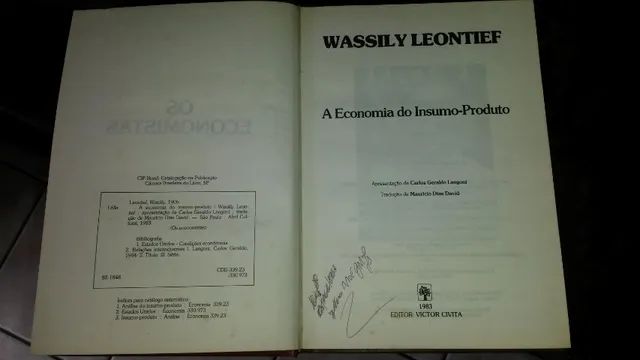 OS
ECONOMISTAS
CIP-Brasil. Catalogação-na-Publicação
Câmara Brasileira do Livro, SP
Leontief, Wassily, 1906-
A economia do insumo-produto / Wassily Leontief
; apresentação de Carlos Geraldo Langoni ; tradução de Maurício Dias David. — São Paulo : Abril Cultural, 1983
(Os economistas)
Bibliografia.
1. Estados Unidos - Condições econômicas
2. Relações interindustriais I. Langoni, Carlos Geraldo,
1944- II. Título. III. Série.
CDD-339.23
-330.973
Índices para catálogo sistemático:
1. Análise do insumo-produto : Economia 339.23
2. Estados Unidos : Economia 330.973
3. Insumo-produto : Análise : Economia 339.23
WASSILY LEONTIEF
A Economia do Insumo-Produto
Apresentação de Carlos Geraldo Langoni
Tradução de Maurício Dias David
1983
EDITOR: VICTOR CIVITA